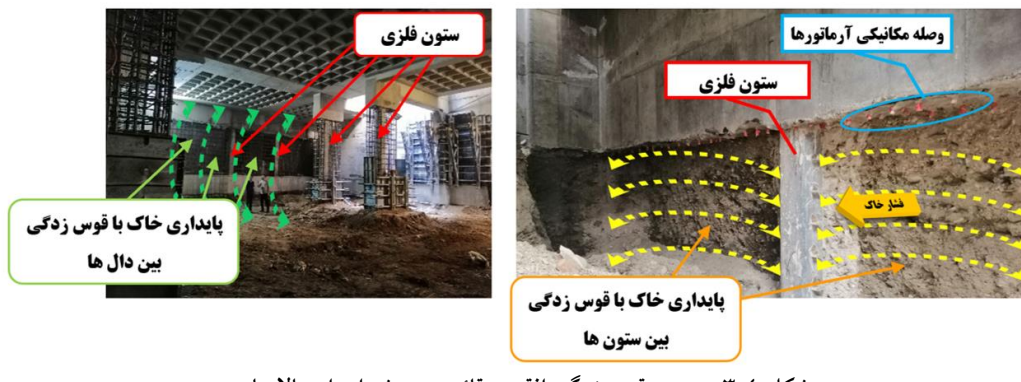 ستون فلزی
وصله مکانیکی آرماتورها
ستون فلزی
فشار خاک
پایداری خاک با قوس زدگی
بین دال ها
پایداری خاک با قوس زدگی
بین ستون ها